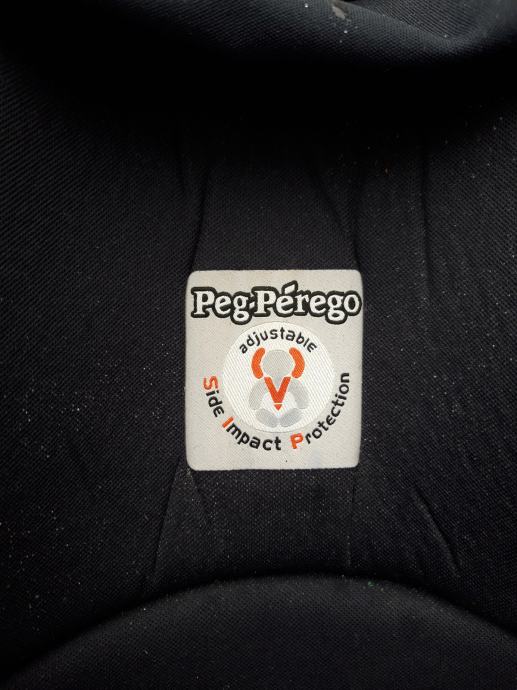 Peg-Pérego
adjustable
Side Impact Protection